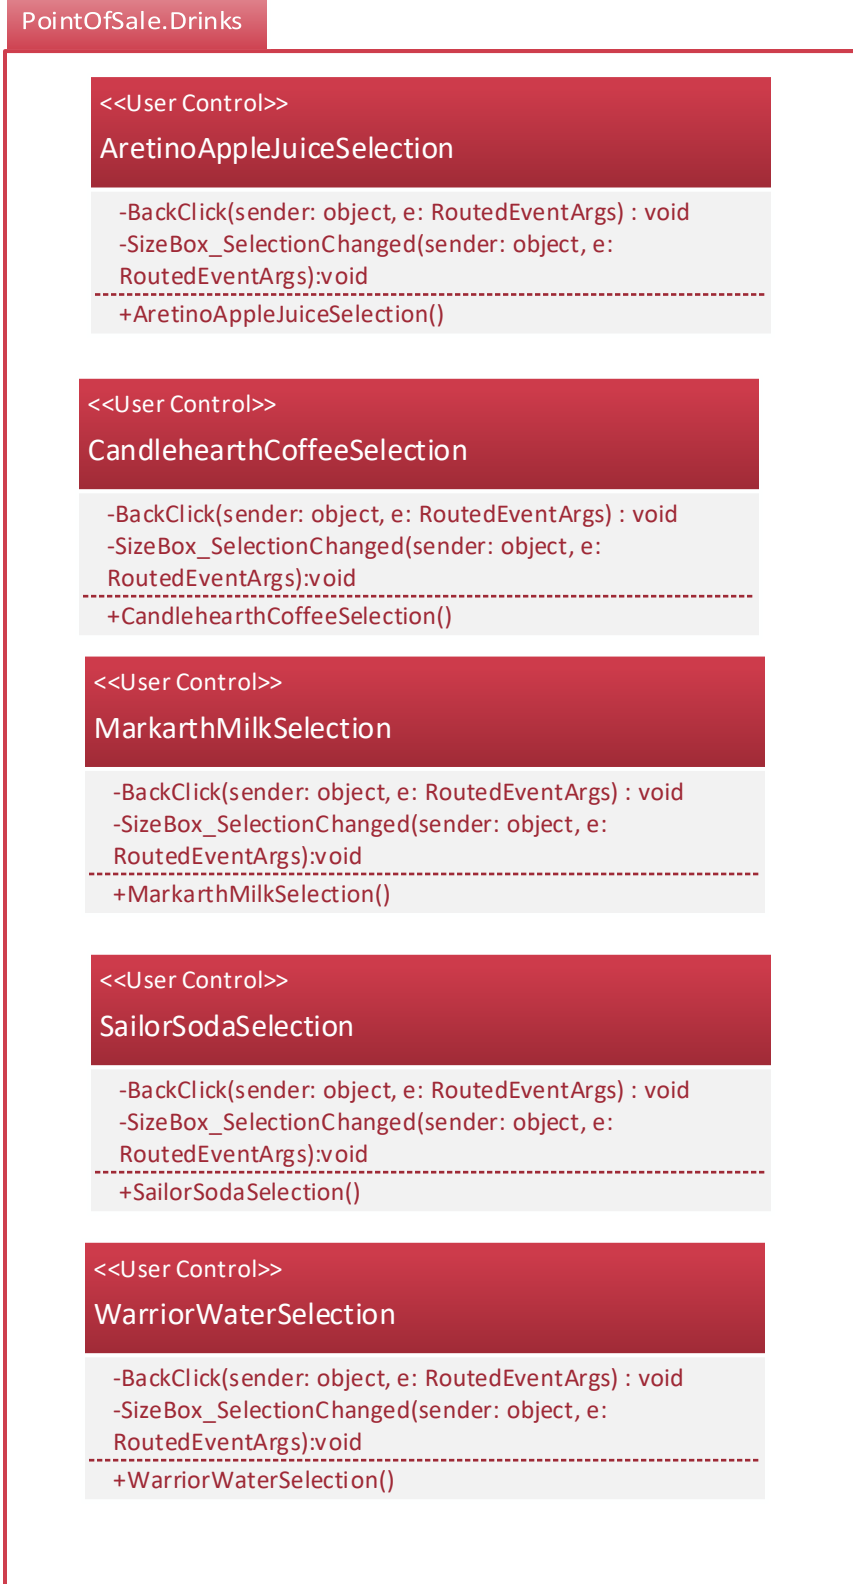 PointOfSale.Drinks
<<User Control>>
AretinoAppleJuiceSelection
-BackClick(sender: object, e: RoutedEventArgs) : void
-SizeBox_SelectionChanged(sender: object, e:
RoutedEventArgs):void
+AretinoAppleJuiceSelection()
<<User Control>>
CandlehearthCoffeeSelection
-BackClick(sender: object, e: RoutedEventArgs) : void
-SizeBox_SelectionChanged(sender: object, e:
RoutedEventArgs):void
+CandlehearthCoffeeSelection()
<<User Control>>
MarkarthMilkSelection
-BackClick(sender: object, e: RoutedEventArgs) : void
-SizeBox_SelectionChanged(sender: object, e:
RoutedEventArgs):void
+MarkarthMilkSelection()
<<User Control>>
SailorSodaSelection
-BackClick(sender: object, e: RoutedEventArgs) : void
-SizeBox_SelectionChanged(sender: object, e:
RoutedEventArgs):void
+SailorSodaSelection()
<<User Control>>
WarriorWaterSelection
-BackClick(sender: object, e: RoutedEventArgs) : void
-SizeBox_SelectionChanged(sender: object, e:
RoutedEventArgs):void
+WarriorWaterSelection()